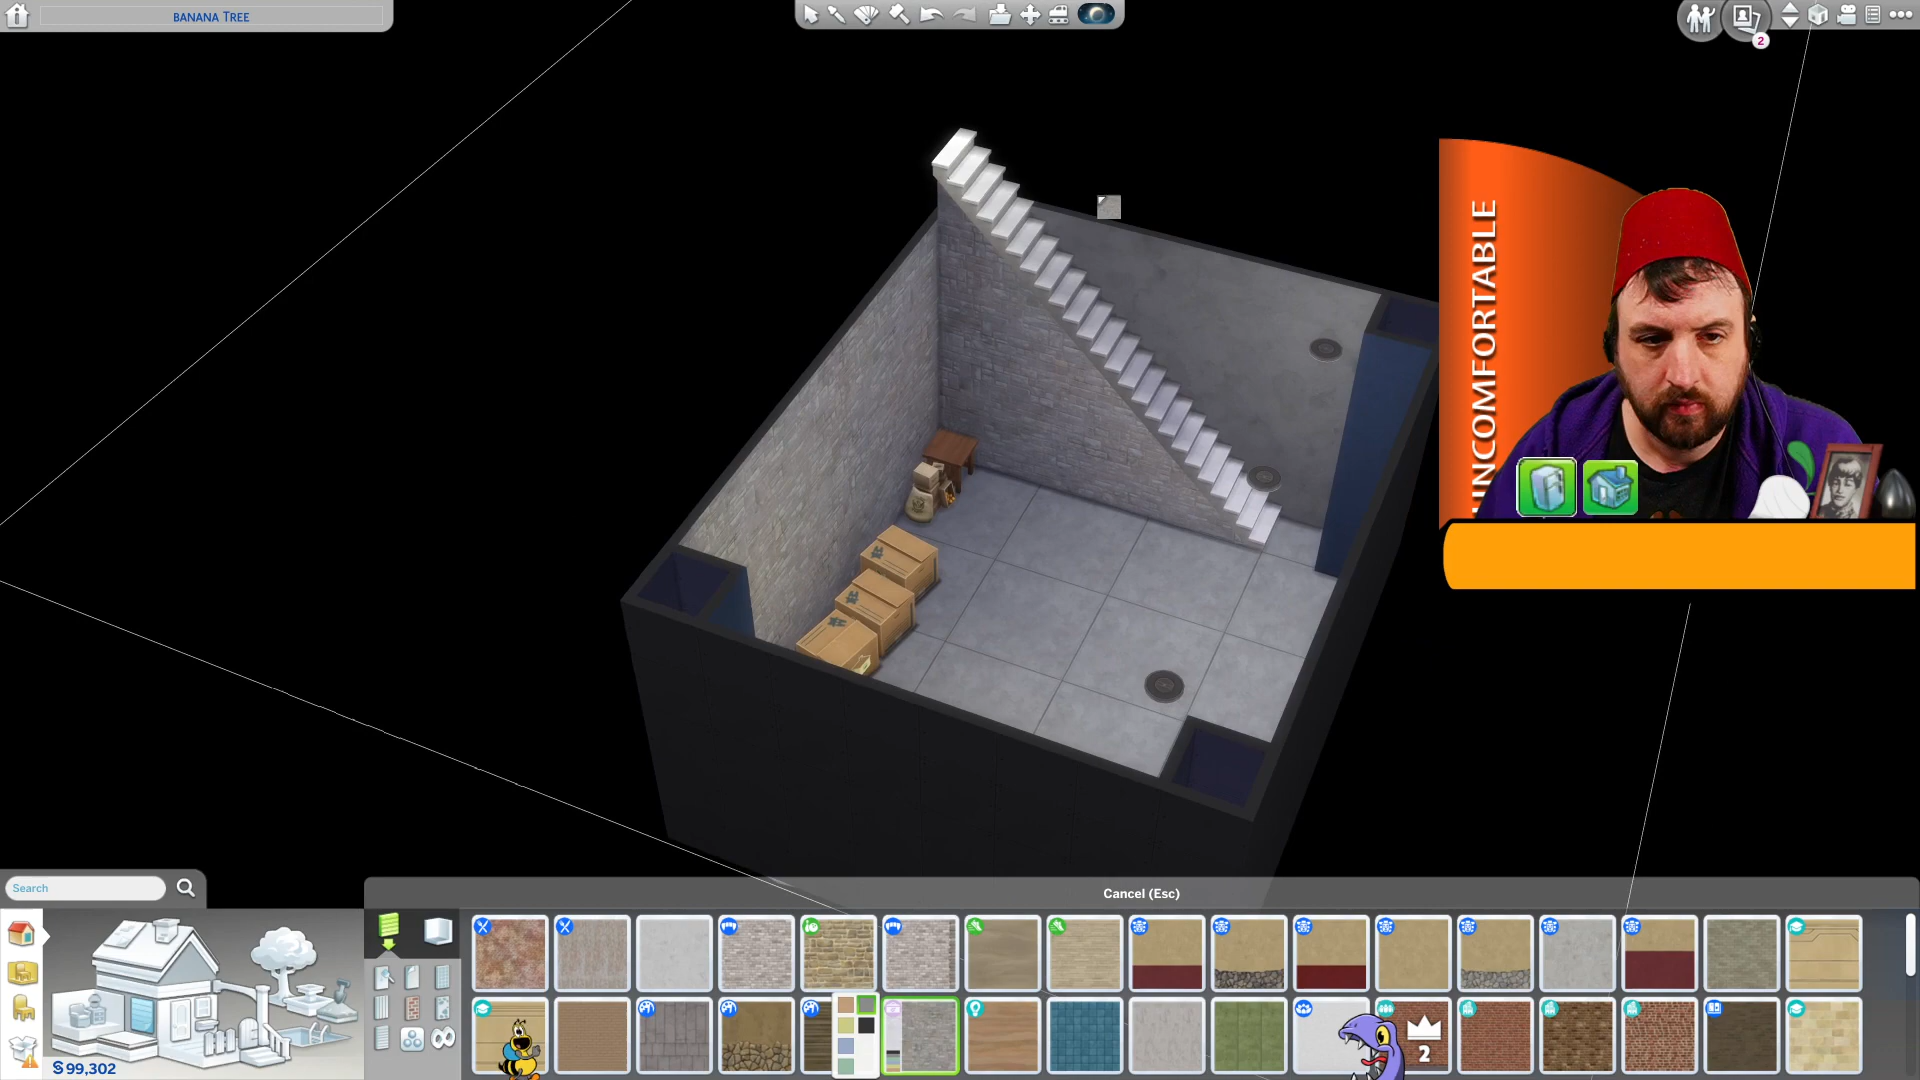 BANANA TREE
2
UNCOMFORTABLE
Search
Cancel (Esc)
2
§99,302